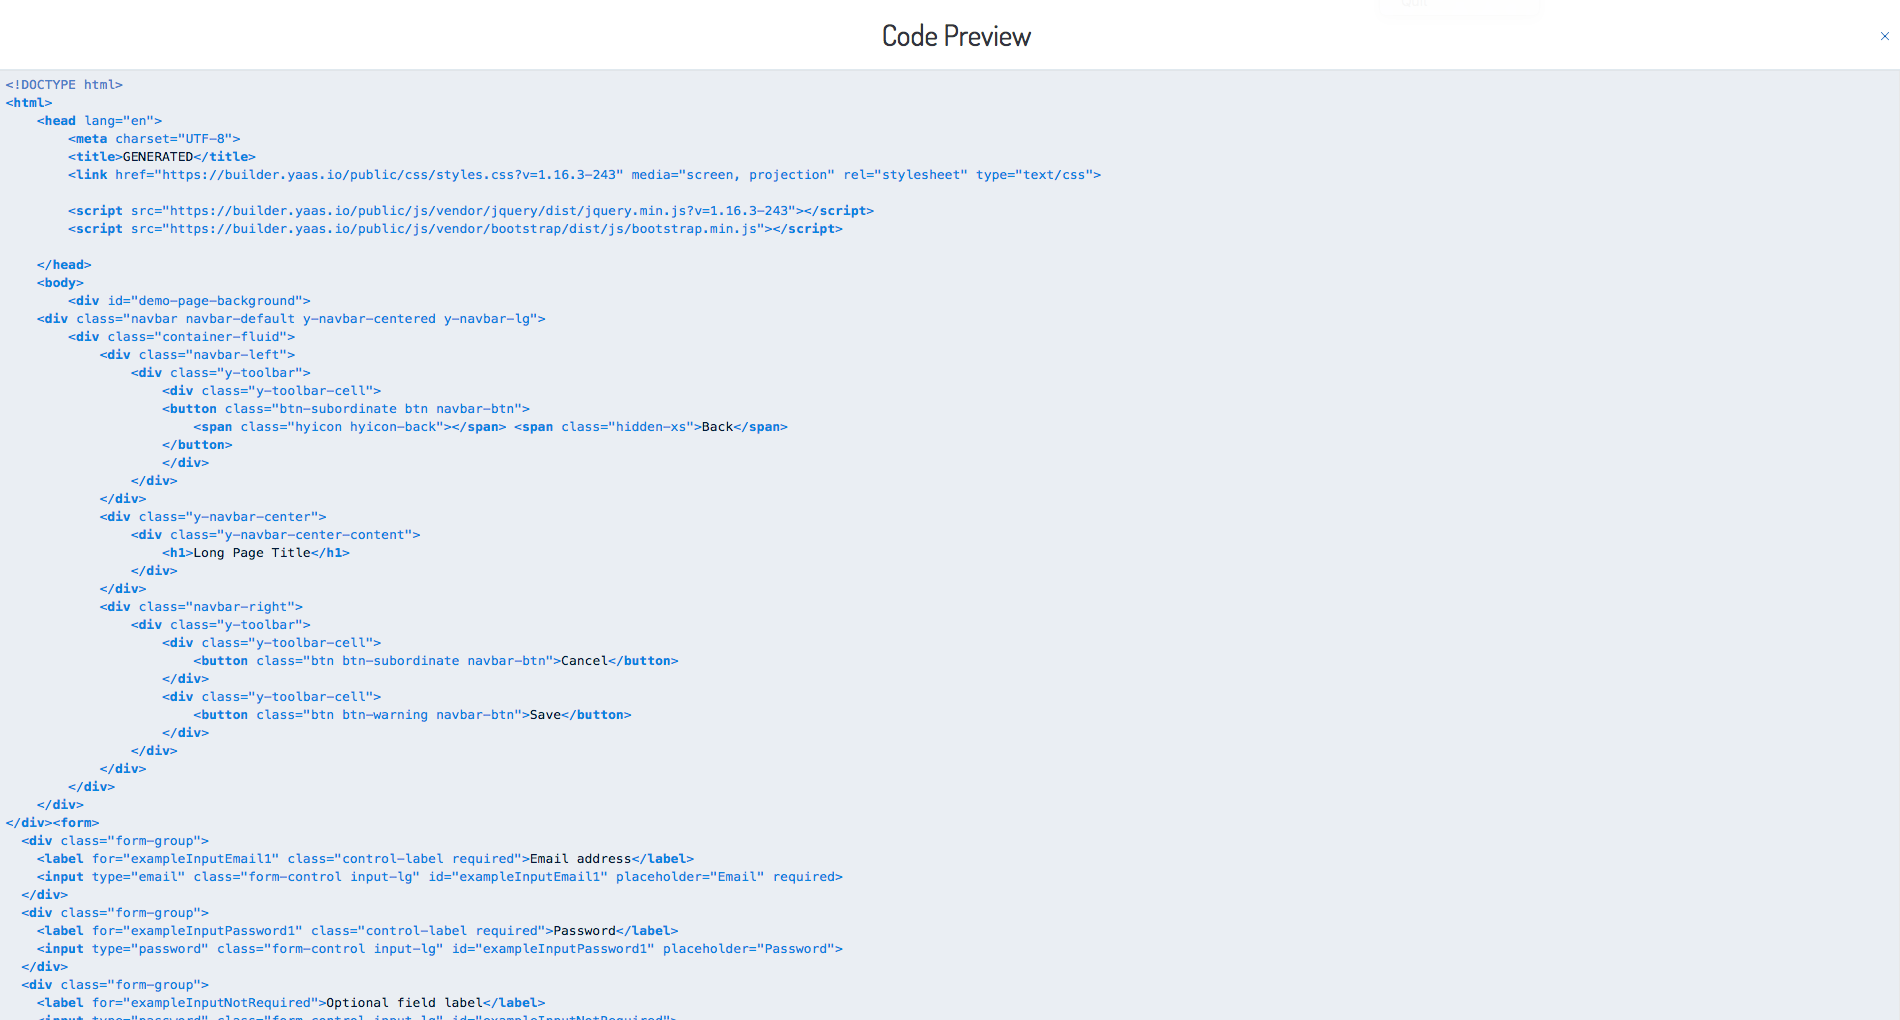 Code Preview
×
<!DOCTYPE html>
<html>
    <head lang="en">
        <meta charset="UTF-8">
        <title>GENERATED</title>
        <link href="https://builder.yaas.io/public/css/styles.css?v=1.16.3-243" media="screen, projection" rel="stylesheet" type="text/css">

        <script src="https://builder.yaas.io/public/js/vendor/jquery/dist/jquery.min.js?v=1.16.3-243"></script>
        <script src="https://builder.yaas.io/public/js/vendor/bootstrap/dist/js/bootstrap.min.js"></script>

    </head>
    <body>
        <div id="demo-page-background">
    <div class="navbar navbar-default y-navbar-centered y-navbar-lg">
        <div class="container-fluid">
            <div class="navbar-left">
                <div class="y-toolbar">
                    <div class="y-toolbar-cell">
                    <button class="btn-subordinate btn navbar-btn">
                        <span class="hyicon hyicon-back"></span> <span class="hidden-xs">Back</span>
                    </button>
                    </div>
                </div>
            </div>
            <div class="y-navbar-center">
                <div class="y-navbar-center-content">
                    <h1>Long Page Title</h1>
                </div>
            </div>
            <div class="navbar-right">
                <div class="y-toolbar">
                    <div class="y-toolbar-cell">
                        <button class="btn btn-subordinate navbar-btn">Cancel</button>
                    </div>
                    <div class="y-toolbar-cell">
                        <button class="btn btn-warning navbar-btn">Save</button>
                    </div>
                </div>
            </div>
        </div>
    </div>
</div><form>
  <div class="form-group">
    <label for="exampleInputEmail1" class="control-label required">Email address</label>
    <input type="email" class="form-control input-lg" id="exampleInputEmail1" placeholder="Email" required>
  </div>
  <div class="form-group">
    <label for="exampleInputPassword1" class="control-label required">Password</label>
    <input type="password" class="form-control input-lg" id="exampleInputPassword1" placeholder="Password">
  </div>
  <div class="form-group">
    <label for="exampleInputNotRequired">Optional field label</label>
    <input type="password" class="form-control input-lg" id="exampleInputNotRequired">